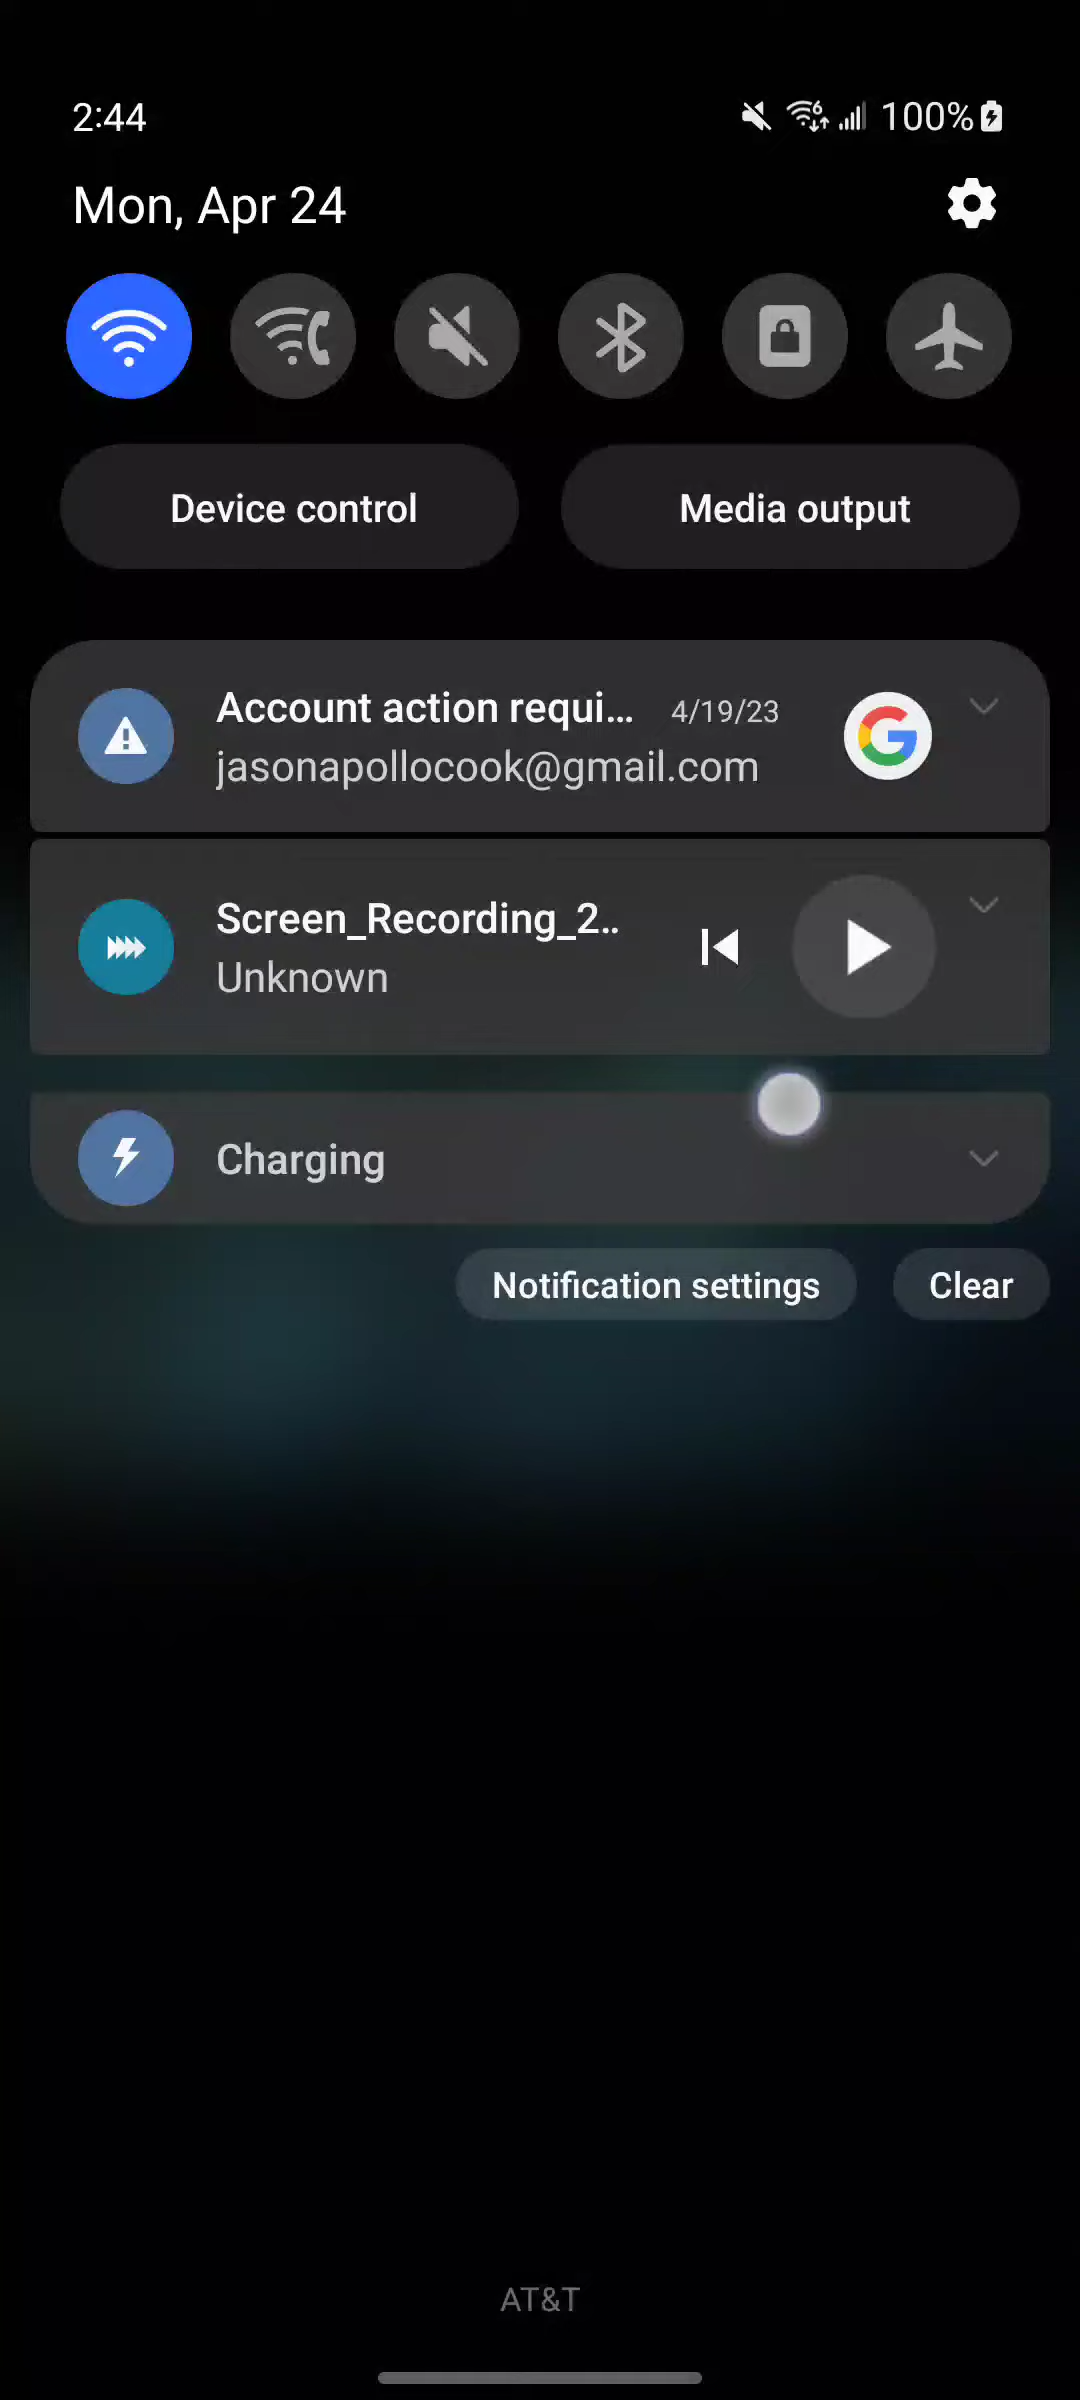 2:44
100%
Mon, Apr 24
Device control
Media output
Account action requi... 4/19/23
jasonapollocook@gmail.com
Screen_Recording_2..
Unknown
Charging
Notification settings
Clear
AT&T